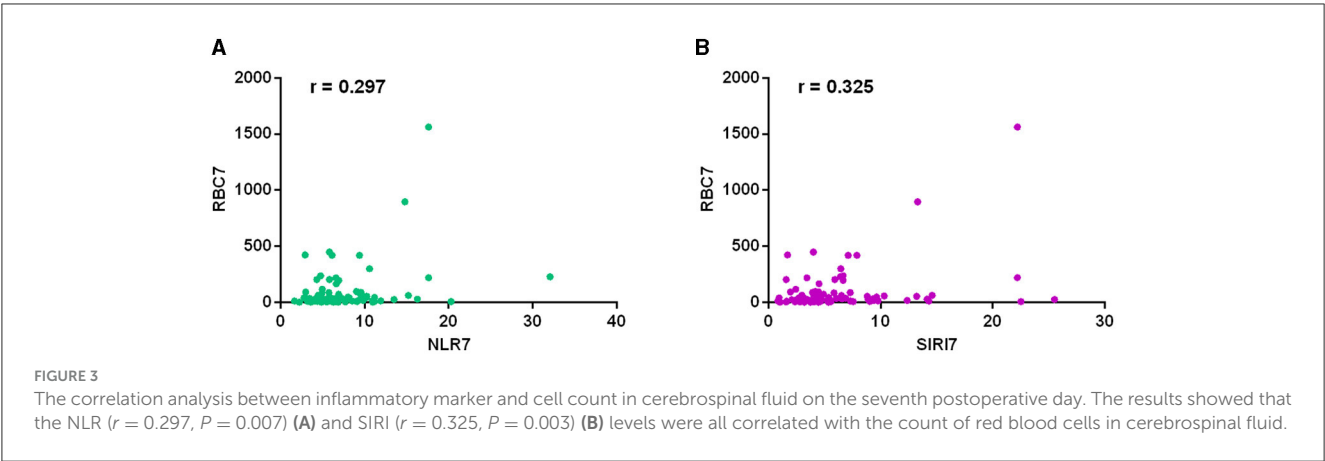 A
r = 0.297
2000
1500
1000
500
0
RBC7
0 10 20 30 40
NLR7
B
r = 0.325
2000
1500
1000
500
0
RBC7
0 10 20 30
SIRI7
FIGURE 3
The correlation analysis between inflammatory marker and cell count in cerebrospinal fluid on the seventh postoperative day. The results showed that
the NLR (r = 0.297, P = 0.007) (A) and SIRI (r = 0.325, P = 0.003) (B) levels were all correlated with the count of red blood cells in cerebrospinal fluid.